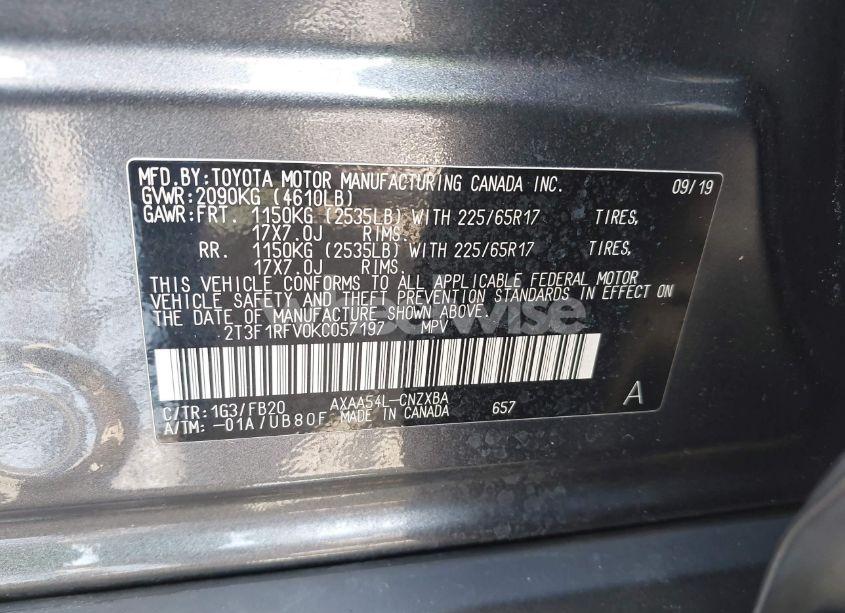 MFD.BY:TOYOTA MOTOR MANUFACTURING CANADA INC. 09/19
GVWR:2090KG (4610LB)
GAWR:FRT. 1150KG (2535LB) WITH 225/65R17 TIRES,
17X7.0J RIMS.
RR. 1150KG (2535LB) WITH 225/65R17 TIRES,
17X7.0J RIMS.
THIS VEHICLE CONFORMS TO ALL APPLICABLE FEDERAL MOTOR
VEHICLE SAFETY AND THEFT PREVENTION STANDARDS IN EFFECT ON
THE DATE OF MANUFACTURE SHOWN ABOVE.
2T3F1RFV0KC057197 MPV
C/TR: 1G3/FB20 AXAA54L-CNZXBA 657 A
A/TM: -01A/UB80F MADE IN CANADA